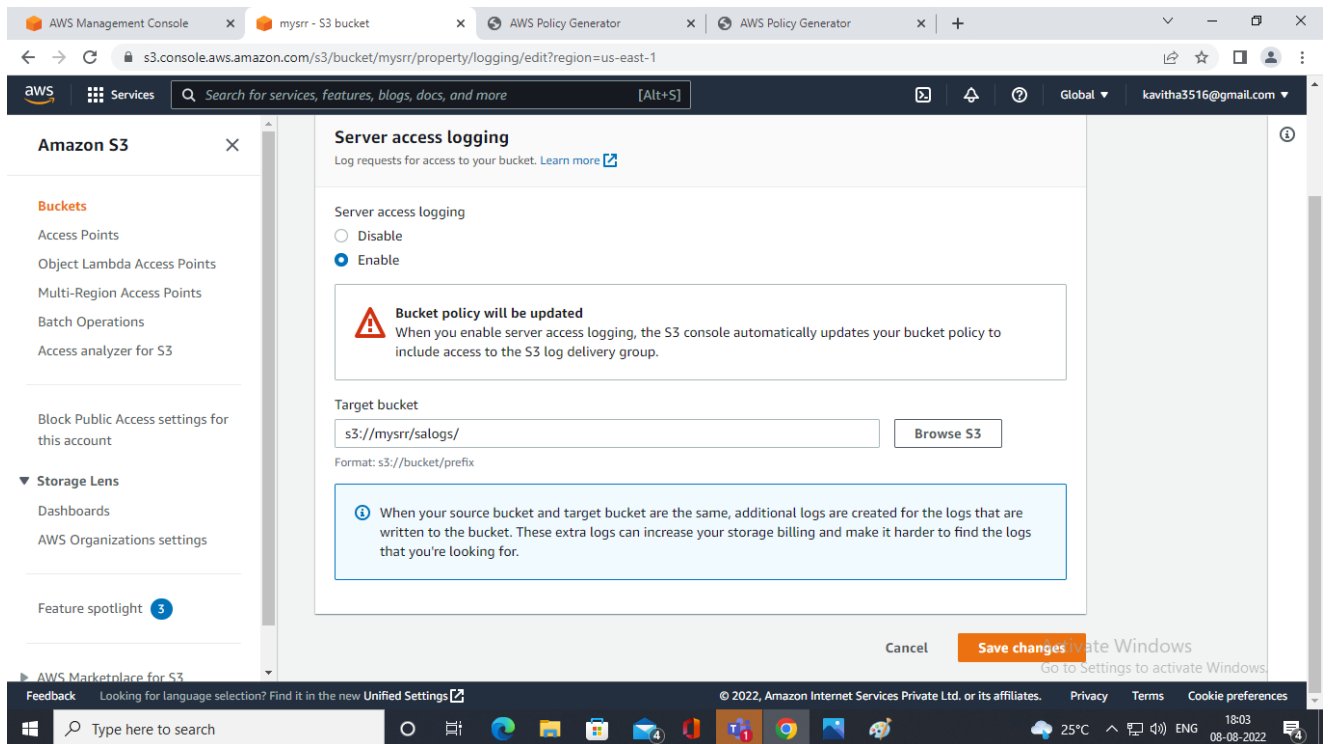 AWS Management Console
mysrr - S3 bucket
AWS Policy Generator
AWS Policy Generator
s3.console.aws.amazon.com/s3/bucket/mysrr/property/logging/edit?region=us-east-1
aws
Services
Search for services, features, blogs, docs, and more [Alt+S]
Global
kavitha3516@gmail.com
Amazon S3
Buckets
Access Points
Object Lambda Access Points
Multi-Region Access Points
Batch Operations
Access analyzer for S3
Block Public Access settings for
this account
Storage Lens
Dashboards
AWS Organizations settings
Feature spotlight 3
AWS Marketplace for S3
Server access logging
Log requests for access to your bucket. Learn more
Server access logging
Disable
Enable
Bucket policy will be updated
When you enable server access logging, the S3 console automatically updates your bucket policy to
include access to the S3 log delivery group.
Target bucket
s3://mysrr/salogs/
Browse S3
Format: s3://bucket/prefix
When your source bucket and target bucket are the same, additional logs are created for the logs that are
written to the bucket. These extra logs can increase your storage billing and make it harder to find the logs
that you're looking for.
Cancel
Save changes
Activate Windows
Go to Settings to activate Windows.
Feedback
Looking for language selection? Find it in the new Unified Settings
© 2022, Amazon Internet Services Private Ltd. or its affiliates.
Privacy
Terms
Cookie preferences
Type here to search
4
1
25°C
ENG
18:03
08-08-2022
4